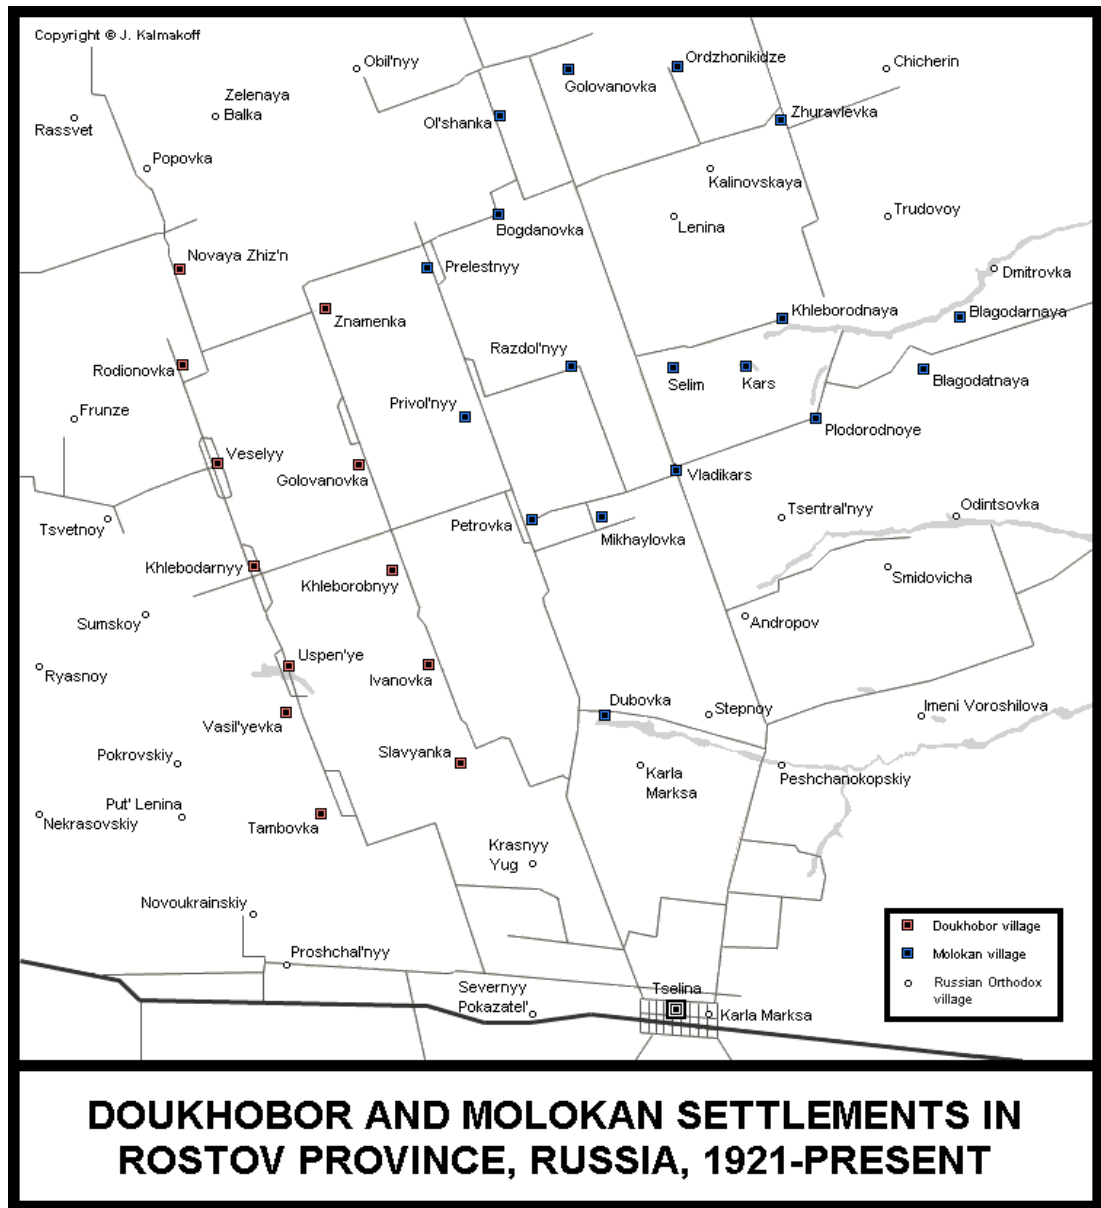 Copyright © J. Kalmakoff
Obil'nyy
Ordzhonikidze
Chicherin
Golovanovka
Zelenaya
Balka
Rassvet
Ol'shanka
Zhuravlevka
Popovka
Kalinovskaya
Lenina
Trudovoy
Bogdanovka
Novaya Zhiz'n
Prelestnyy
Dmitrovka
Znamenka
Khleborodnaya
Blagodarnaya
Razdol'nyy
Rodionovka
Selim
Kars
Blagodatnaya
Frunze
Privol'nyy
Plodorodnoye
Veselyy
Golovanovka
Vladikars
Tsvetnoy
Petrovka
Mikhaylovka
Tsentral'nyy
Odintsovka
Khlebodarnyy
Khleborobnyy
Smidovicha
Sumskoy
Andropov
Uspen'ye
Ryasnoy
Ivanovka
Vasil'yevka
Dubovka
Stepnoy
Imeni Voroshilova
Pokrovskiy
Slavyanka
Karla
Marksa
Peshchanokopskiy
Put' Lenina
Nekrasovskiy
Tambovka
Krasnyy
Yug
Novoukrainskiy
Proshchal'nyy
Severnyy
Pokazatel'
Tselina
Karla Marksa
Doukhobor village
Molokan village
Russian Orthodox
village
DOUKHOBOR AND MOLOKAN SETTLEMENTS IN
ROSTOV PROVINCE, RUSSIA, 1921-PRESENT